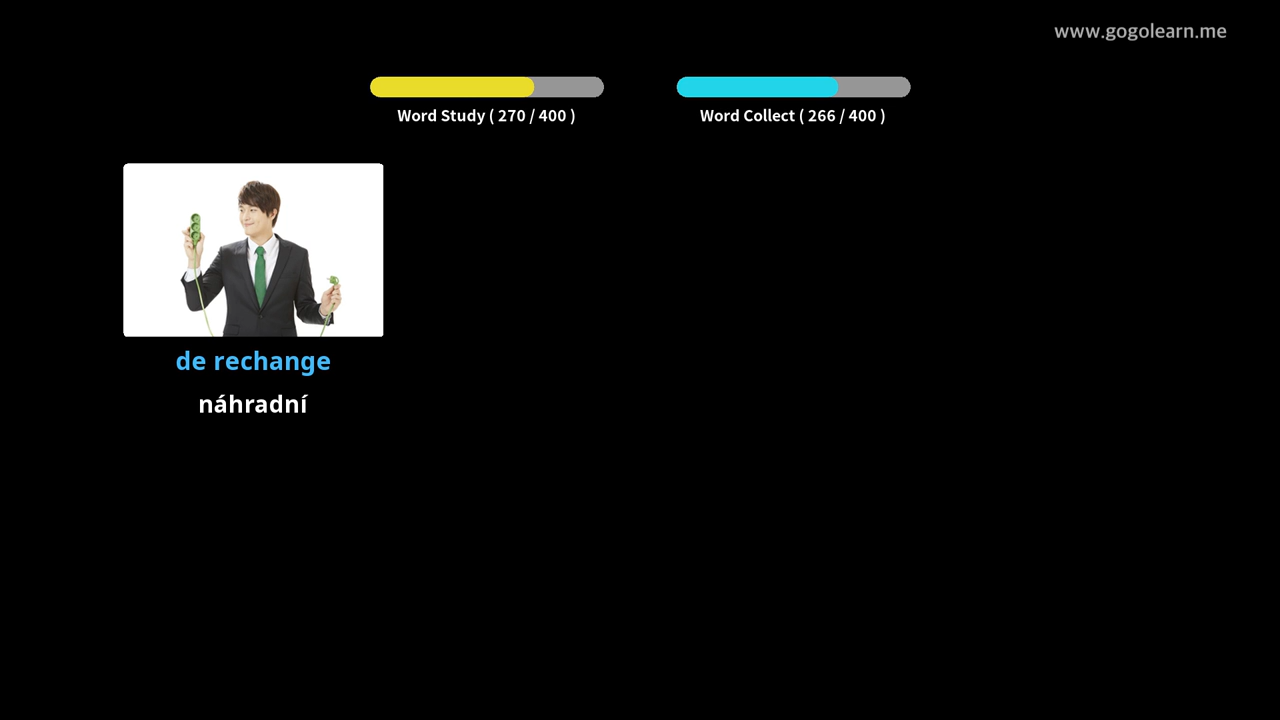 www.gogolearn.me
Word Study ( 270 / 400 )
Word Collect ( 266 / 400 )
de rechange
náhradní